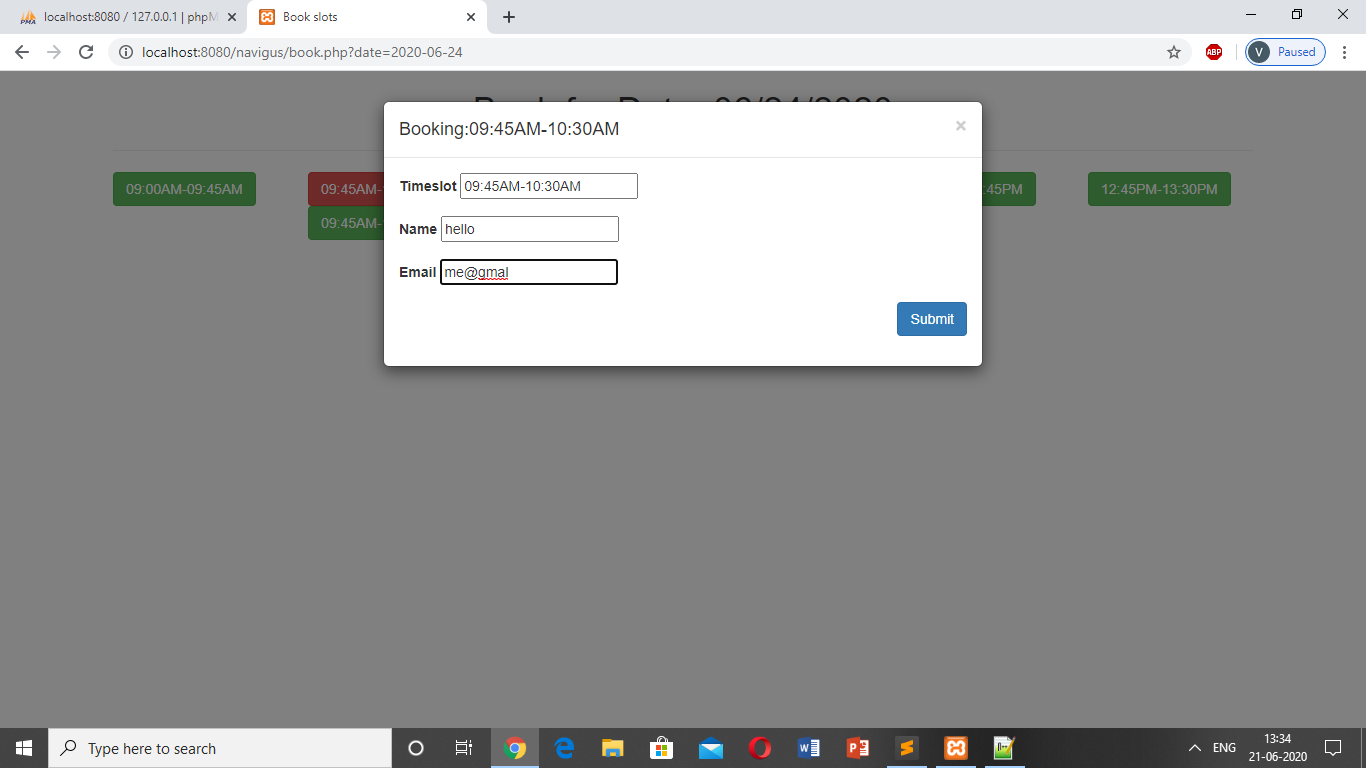 localhost:8080 / 127.0.0.1 | phpM
Book slots
localhost:8080/navigus/book.php?date=2020-06-24
ABP
V
Paused
Booking:09:45AM-10:30AM
×
Timeslot 09:45AM-10:30AM
Name hello
Email me@gmal
Submit
09:00AM-09:45AM
09:45AM-
:45PM
12:45PM-13:30PM
09:45AM-
Type here to search
ENG
13:34
21-06-2020